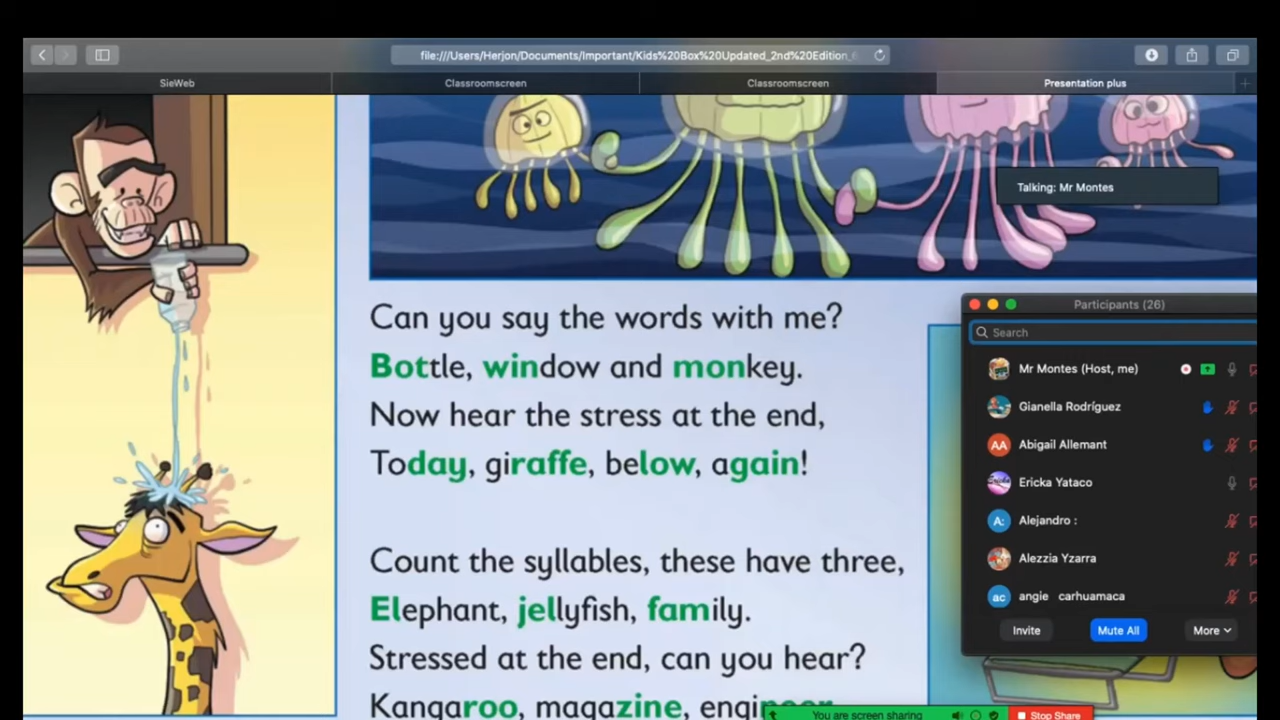 file:///Users/Herjon/Documents/Important/Kids%20Box%20Updated_2nd%20Edition_
SieWeb
Classroomscreen
Classroomscreen
Presentation plus
Talking: Mr Montes
Can you say the words with me?
Bottle, window and monkey.
Now hear the stress at the end,
Today, giraffe, below, again!
Count the syllables, these have three,
Elephant, jellyfish, family.
Stressed at the end, can you hear?
Kangaroo, magazine, engineer
Participants (26)
Search
Mr Montes (Host, me)
Gianella Rodríguez
AA Abigail Allemant
Ericka Yataco
A: Alejandro :
Alezzia Yzarra
ac angie carhuamaca
Invite
Mute All
More
You are screen sharing
Stop Share